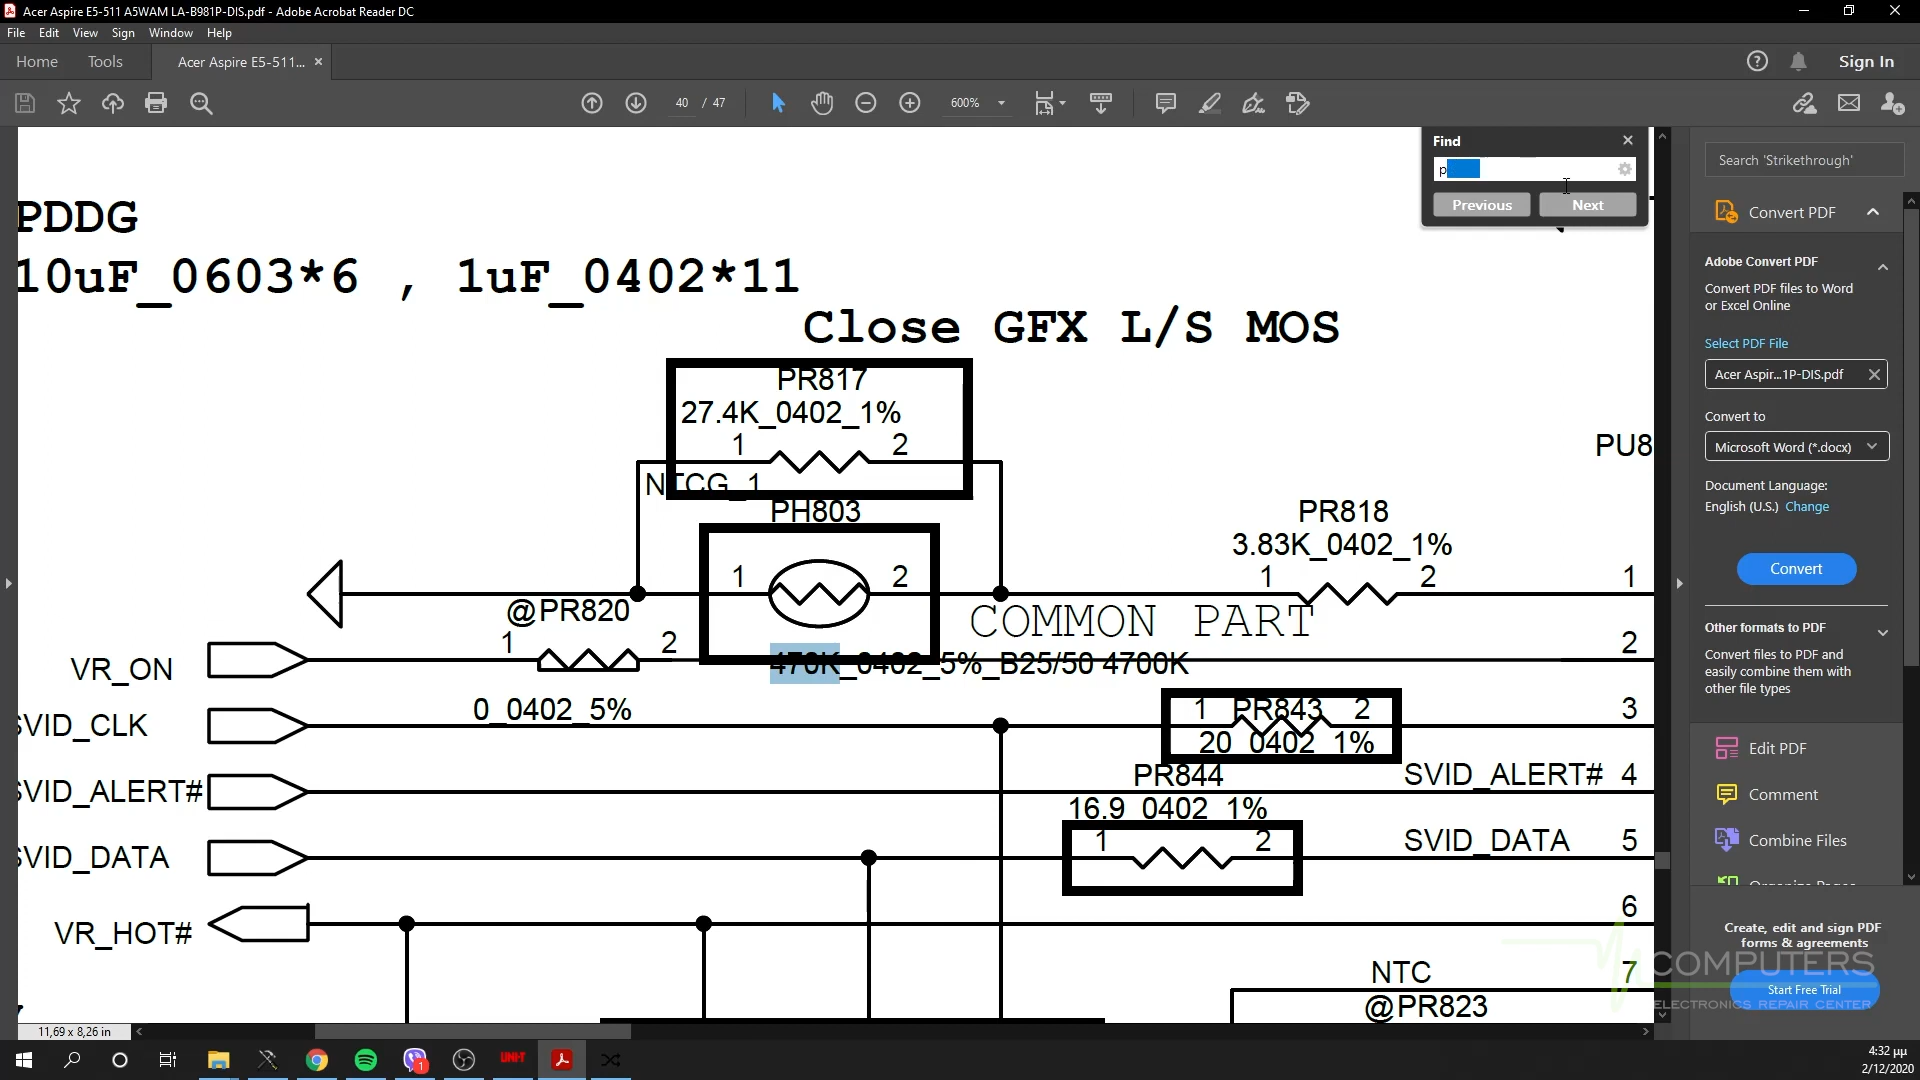 Acer Aspire E5-511 A5WAM LA-B981P-DIS.pdf - Adobe Acrobat Reader DC
File Edit View Sign Window Help
Home Tools Acer Aspire E5-511... × Sign In
40 / 47 600%
Find
p
Previous Next
Search 'Strikethrough'
Convert PDF
Adobe Convert PDF
Convert PDF files to Word
or Excel Online
Select PDF File
Acer Aspir...1P-DIS.pdf
Convert to
Microsoft Word (*.docx)
Document Language:
English (U.S.) Change
Convert
Other formats to PDF
Convert files to PDF and
easily combine them with
other file types
Edit PDF
Comment
Combine Files
Create, edit and sign PDF
forms & agreements
Start Free Trial
COMPUTERS
ELECTRONICS REPAIR CENTER
PDDG
10uF_0603*6 , 1uF_0402*11
Close GFX L/S MOS
PR817
27.4K_0402_1%
1 2
NTCG_1
PH803
1 2
PU8
PR818
3.83K_0402_1%
1 2 1
@PR820
COMMON PART
1 2 2
VR_ON
470K_0402_5%_B25/50 4700K
SVID_CLK
0_0402_5%
1 PR843 2 3
20_0402_1%
PR844
SVID_ALERT# SVID_ALERT# 4
16.9_0402_1%
1 2
SVID_DATA SVID_DATA 5
VR_HOT# 6
NTC 7
@PR823
11,69 x 8,26 in
UNI-T
1
4:32 μμ
2/12/2020